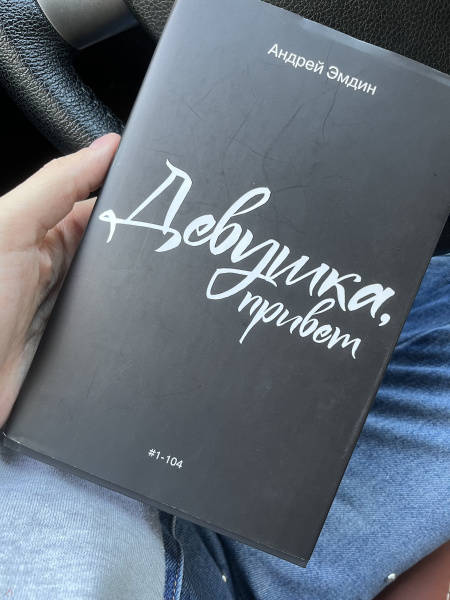 Андрей Эмдин
Девушка,
привет
#1-104